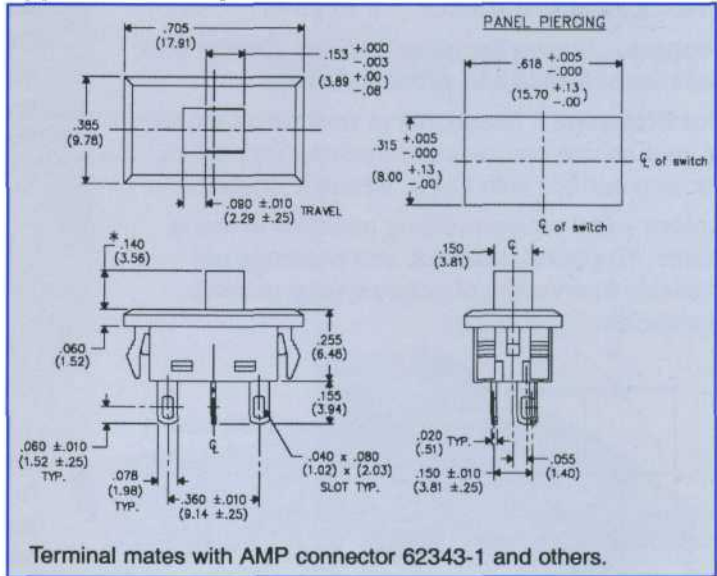 .705
(17.91)
.153 +.000 -.003
(3.89 +.00 -.08)
.385
(9.78)
.090 ±.010
(2.29 ±.25) TRAVEL
PANEL PIERCING
.618 +.005 -.000
(15.70 +.13 -.00)
.315 +.005 -.000
(8.00 +.13 -.00)
℄ of switch
℄ of switch
* .140
(3.56)
.060
(1.52)
.255
(6.48)
.155
(3.94)
℄
.060 ±.010
(1.52 ±.25)
TYP.
.078
(1.98)
TYP.
.360 ±.010
(9.14 ±.25)
.040 x .080
(1.02) x (2.03)
SLOT TYP.
.150
(3.81)
℄
.020 TYP.
(.51)
.150 ±.010
(3.81 ±.25)
.055
(1.40)
Terminal mates with AMP connector 62343-1 and others.